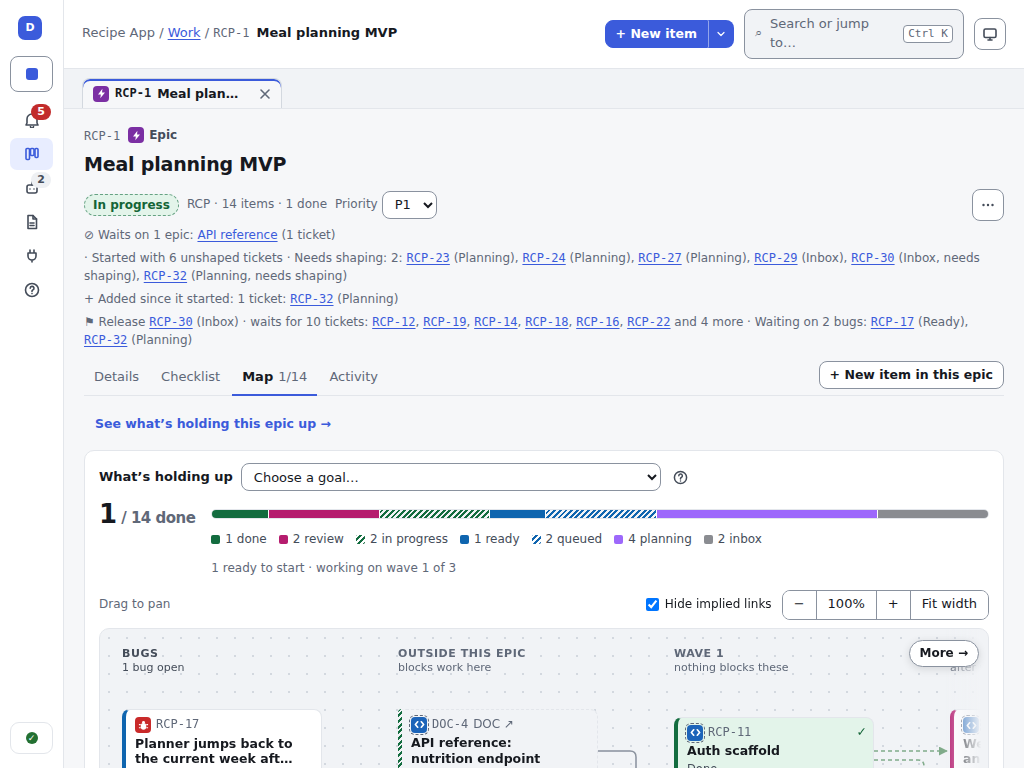 D
Recipe App / Work / RCP-1 Meal planning MVP
+ New item
Search or jump to…
Ctrl K
5
2
RCP-1 Meal plan…
RCP-1 Epic
Meal planning MVP
In progress RCP · 14 items · 1 done Priority P1
⊘ Waits on 1 epic: API reference (1 ticket)
· Started with 6 unshaped tickets · Needs shaping: 2: RCP-23 (Planning), RCP-24 (Planning), RCP-27 (Planning), RCP-29 (Inbox), RCP-30 (Inbox, needs
shaping), RCP-32 (Planning, needs shaping)
+ Added since it started: 1 ticket: RCP-32 (Planning)
⚑ Release RCP-30 (Inbox) · waits for 10 tickets: RCP-12, RCP-19, RCP-14, RCP-18, RCP-16, RCP-22 and 4 more · Waiting on 2 bugs: RCP-17 (Ready),
RCP-32 (Planning)
Details Checklist Map 1/14 Activity
+ New item in this epic
See what’s holding this epic up →
What’s holding up Choose a goal…
1 / 14 done
1 done 2 review 2 in progress 1 ready 2 queued 4 planning 2 inbox
1 ready to start · working on wave 1 of 3
Drag to pan
Hide implied links − 100% + Fit width
BUGS
1 bug open
OUTSIDE THIS EPIC
blocks work here
WAVE 1
nothing blocks these
More →
after
RCP-17
Planner jumps back to
the current week aft…
DOC-4 DOC ↗
API reference:
nutrition endpoint
RCP-11 ✓
Auth scaffold
Done